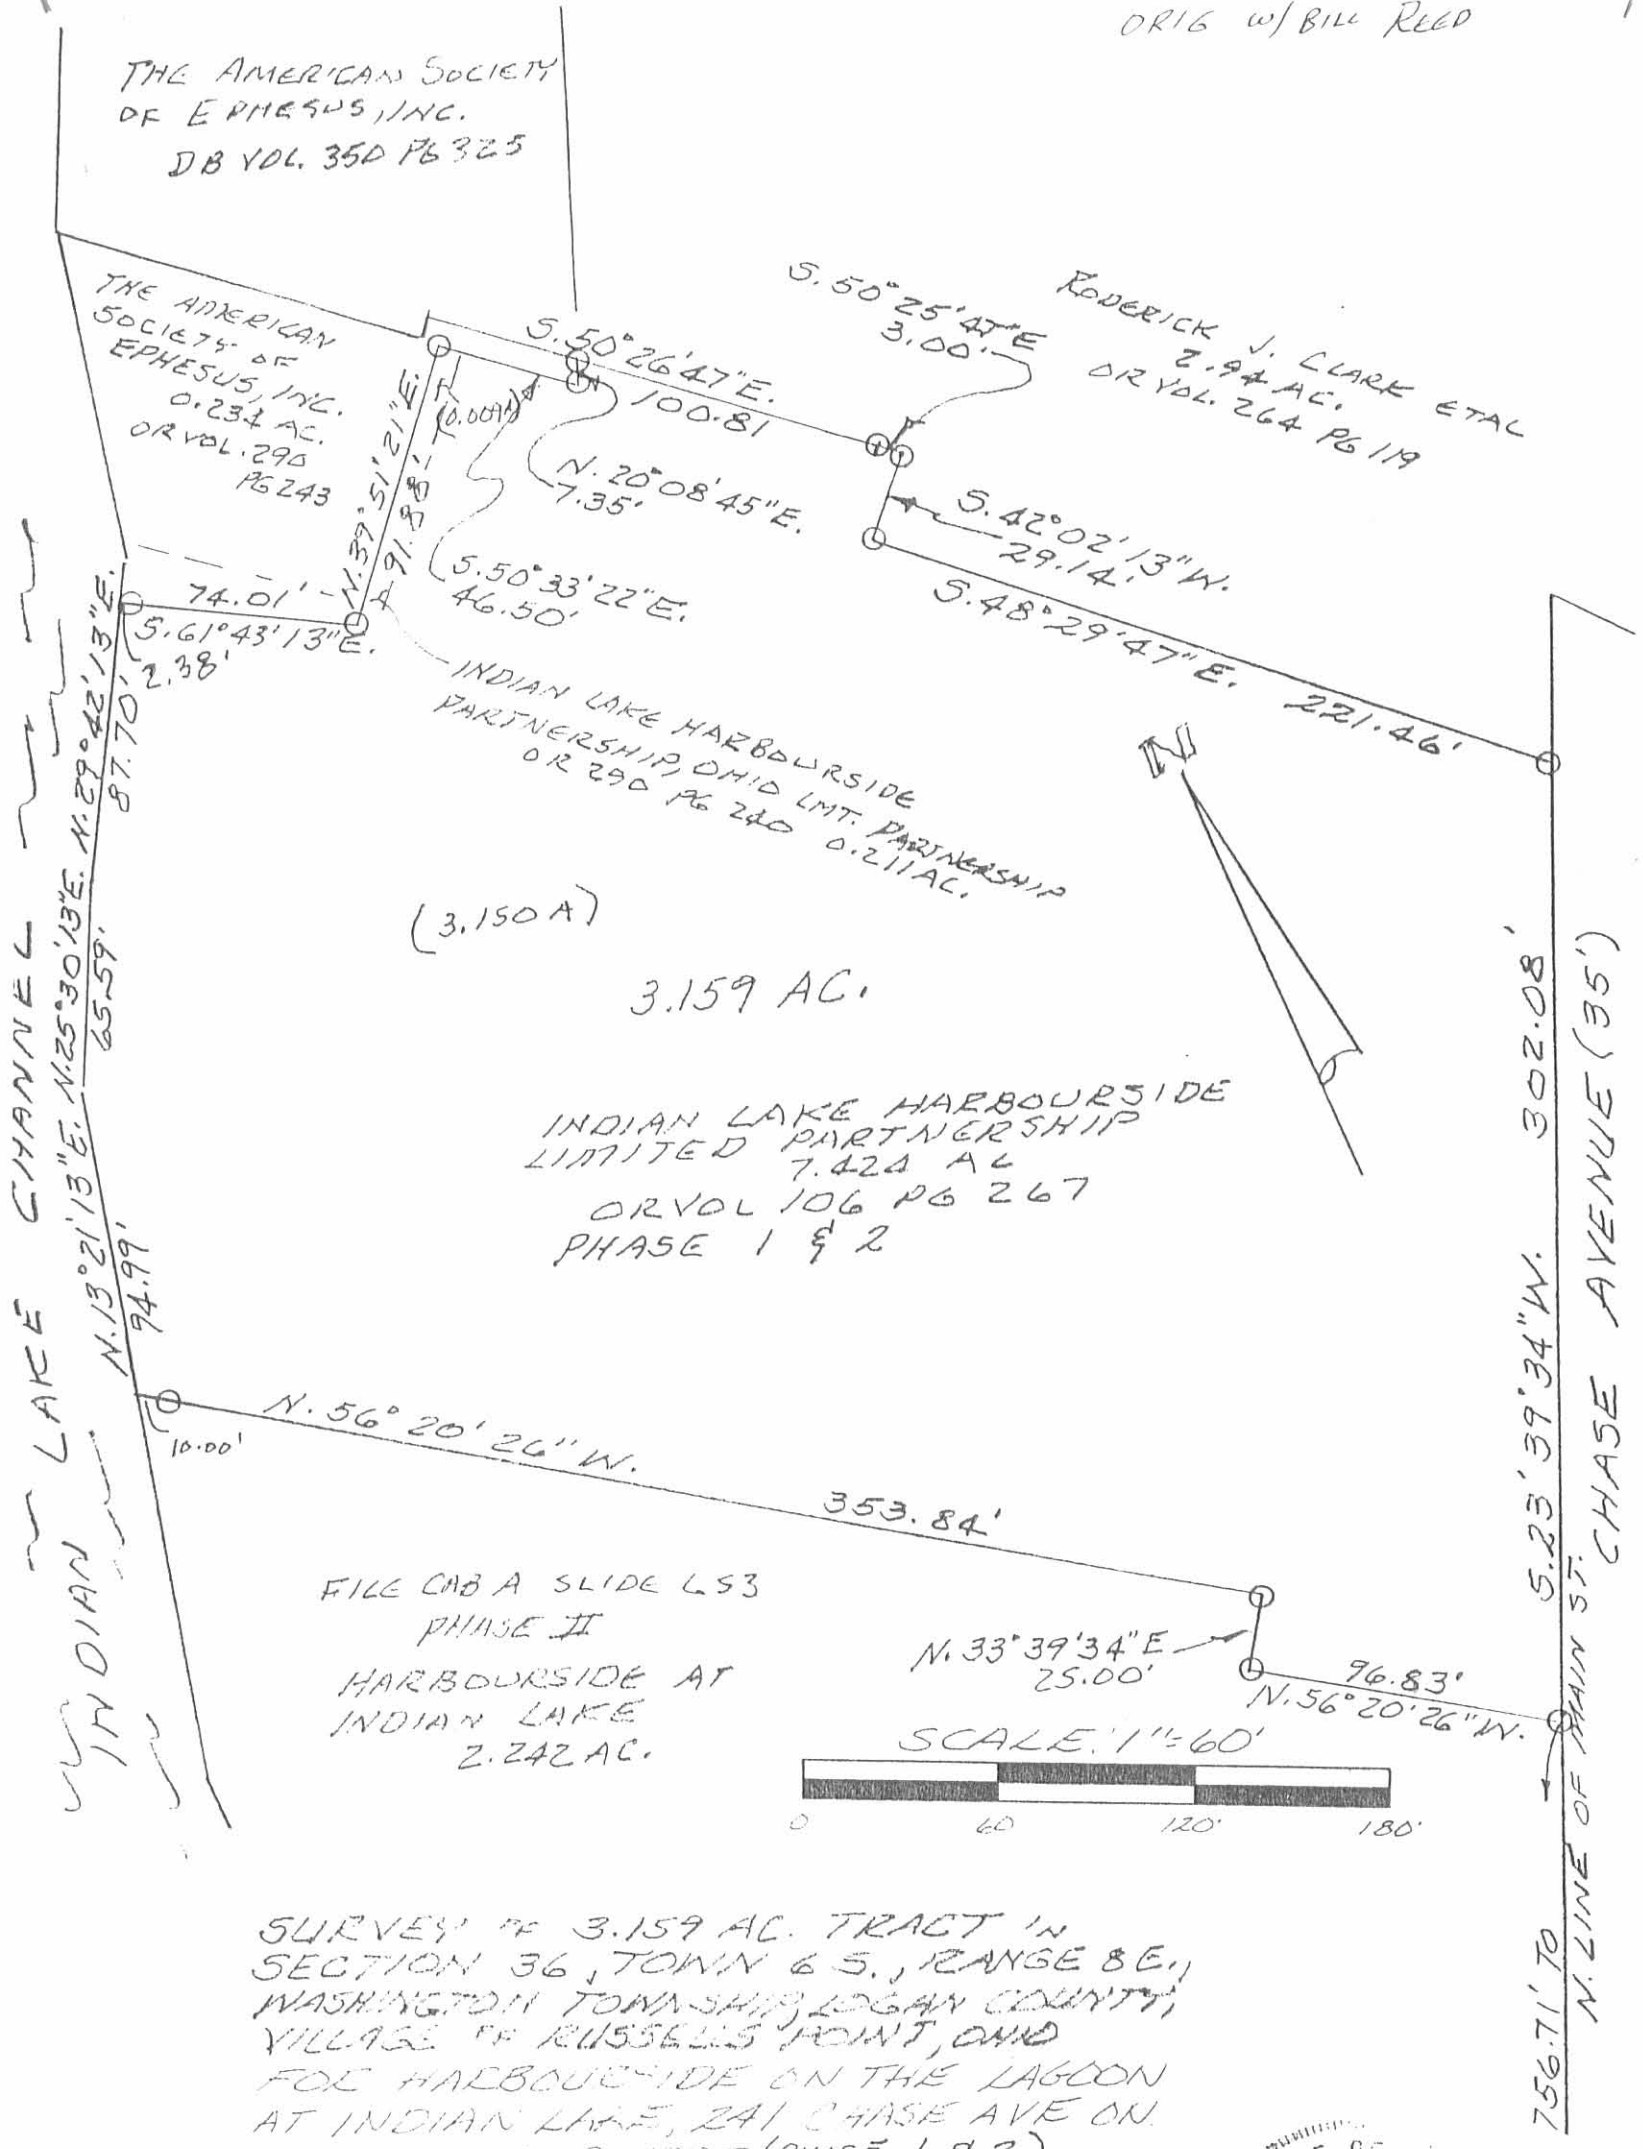 ORIG W/ BILL REED
THE AMERICAN SOCIETY
OF EPHESUS, INC.
DB VOL. 350 PG 325
THE AMERICAN
SOCIETY OF
EPHESUS, INC.
0.234 AC.
OR VOL. 290
PG 243
S. 50° 26' 47" E.
100.81
S. 50° 25' 47" E
3.00'
RODERICK J. CLARK ETAL
2.94 AC.
OR VOL. 264 PG 119
N. 39° 51' 21" E.
91.88'
(0.009A)
N. 20° 08' 45" E.
7.35'
S. 50° 33' 22" E.
46.50'
S. 42° 02' 13" W.
29.14'
S. 48° 29' 47" E. 221.46'
74.01'
S. 61° 43' 13" E.
2.38'
INDIAN LAKE HARBOURSIDE
PARTNERSHIP, OHIO LMT. PARTNERSHIP
OR 290 PG 240 0.211 AC.
N
N. 29° 42' 13" E.
87.70'
N. 25° 30' 13" E.
65.59'
N. 13° 21' 13" E.
94.99'
INDIAN LAKE CHANNEL
(3.150 A)
3.159 AC.
INDIAN LAKE HARBOURSIDE
LIMITED PARTNERSHIP
7.424 AC
OR VOL 106 PG 267
PHASE 1 & 2
S. 23' 39' 34" W. 302.08'
CHASE AVENUE (35')
10.00'
N. 56° 20' 26" W.
353.84'
FILE CAB A SLIDE 653
PHASE II
HARBOURSIDE AT
INDIAN LAKE
2.242 AC.
N. 33° 39' 34" E
25.00'
96.83'
N. 56° 20' 26" W.
SCALE: 1"=60'
0 60 120' 180'
756.71' TO
N. LINE OF MAIN ST.
SURVEY OF 3.159 AC. TRACT IN
SECTION 36, TOWN 6 S., RANGE 8 E.,
WASHINGTON TOWNSHIP, LOGAN COUNTY,
VILLAGE OF RUSSELLS POINT, OHIO
FOR HARBOURSIDE ON THE LAGOON
AT INDIAN LAKE, 241 CHASE AVE ON
(PHASE 1 & 2)